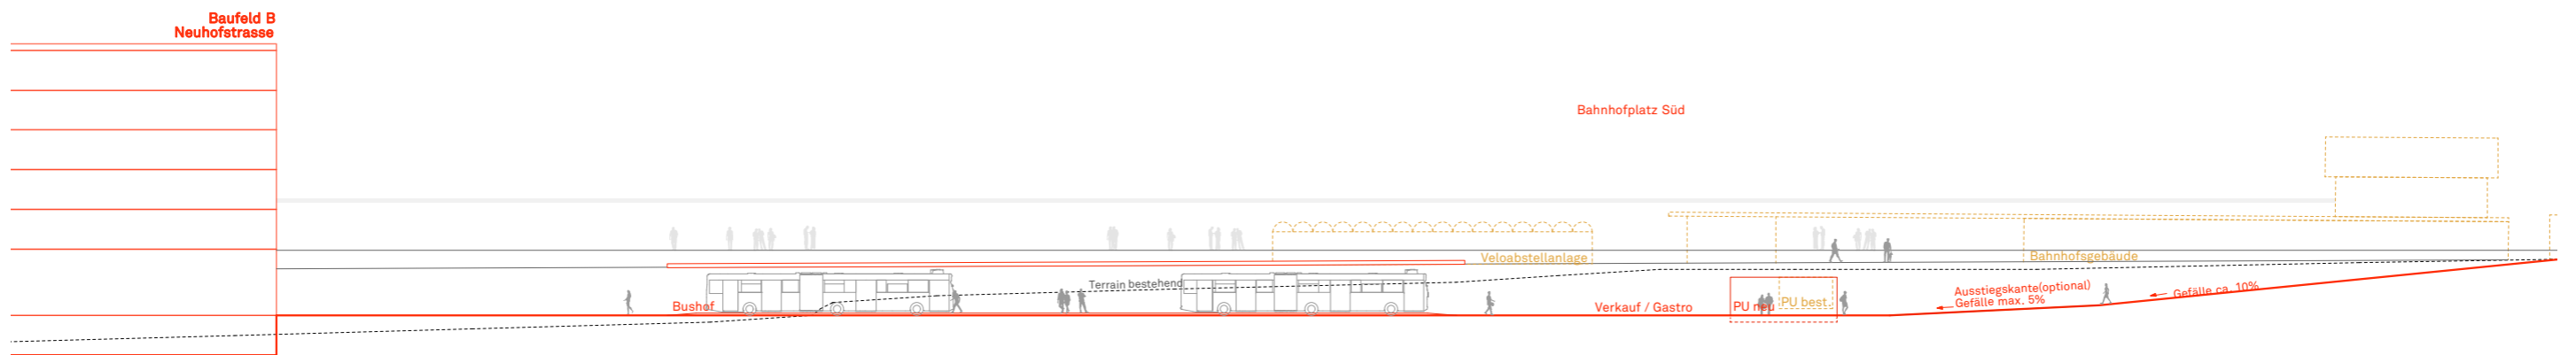 Baufeld B
Neuhofstrasse
Bahnhofplatz Süd
Veloabstellanlage
Bahnhofsgebäude
Terrain bestehend
Bushof
Verkauf / Gastro
PU neu
PU best.
Ausstiegskante(optional)
Gefälle max. 5%
Gefälle ca. 10%